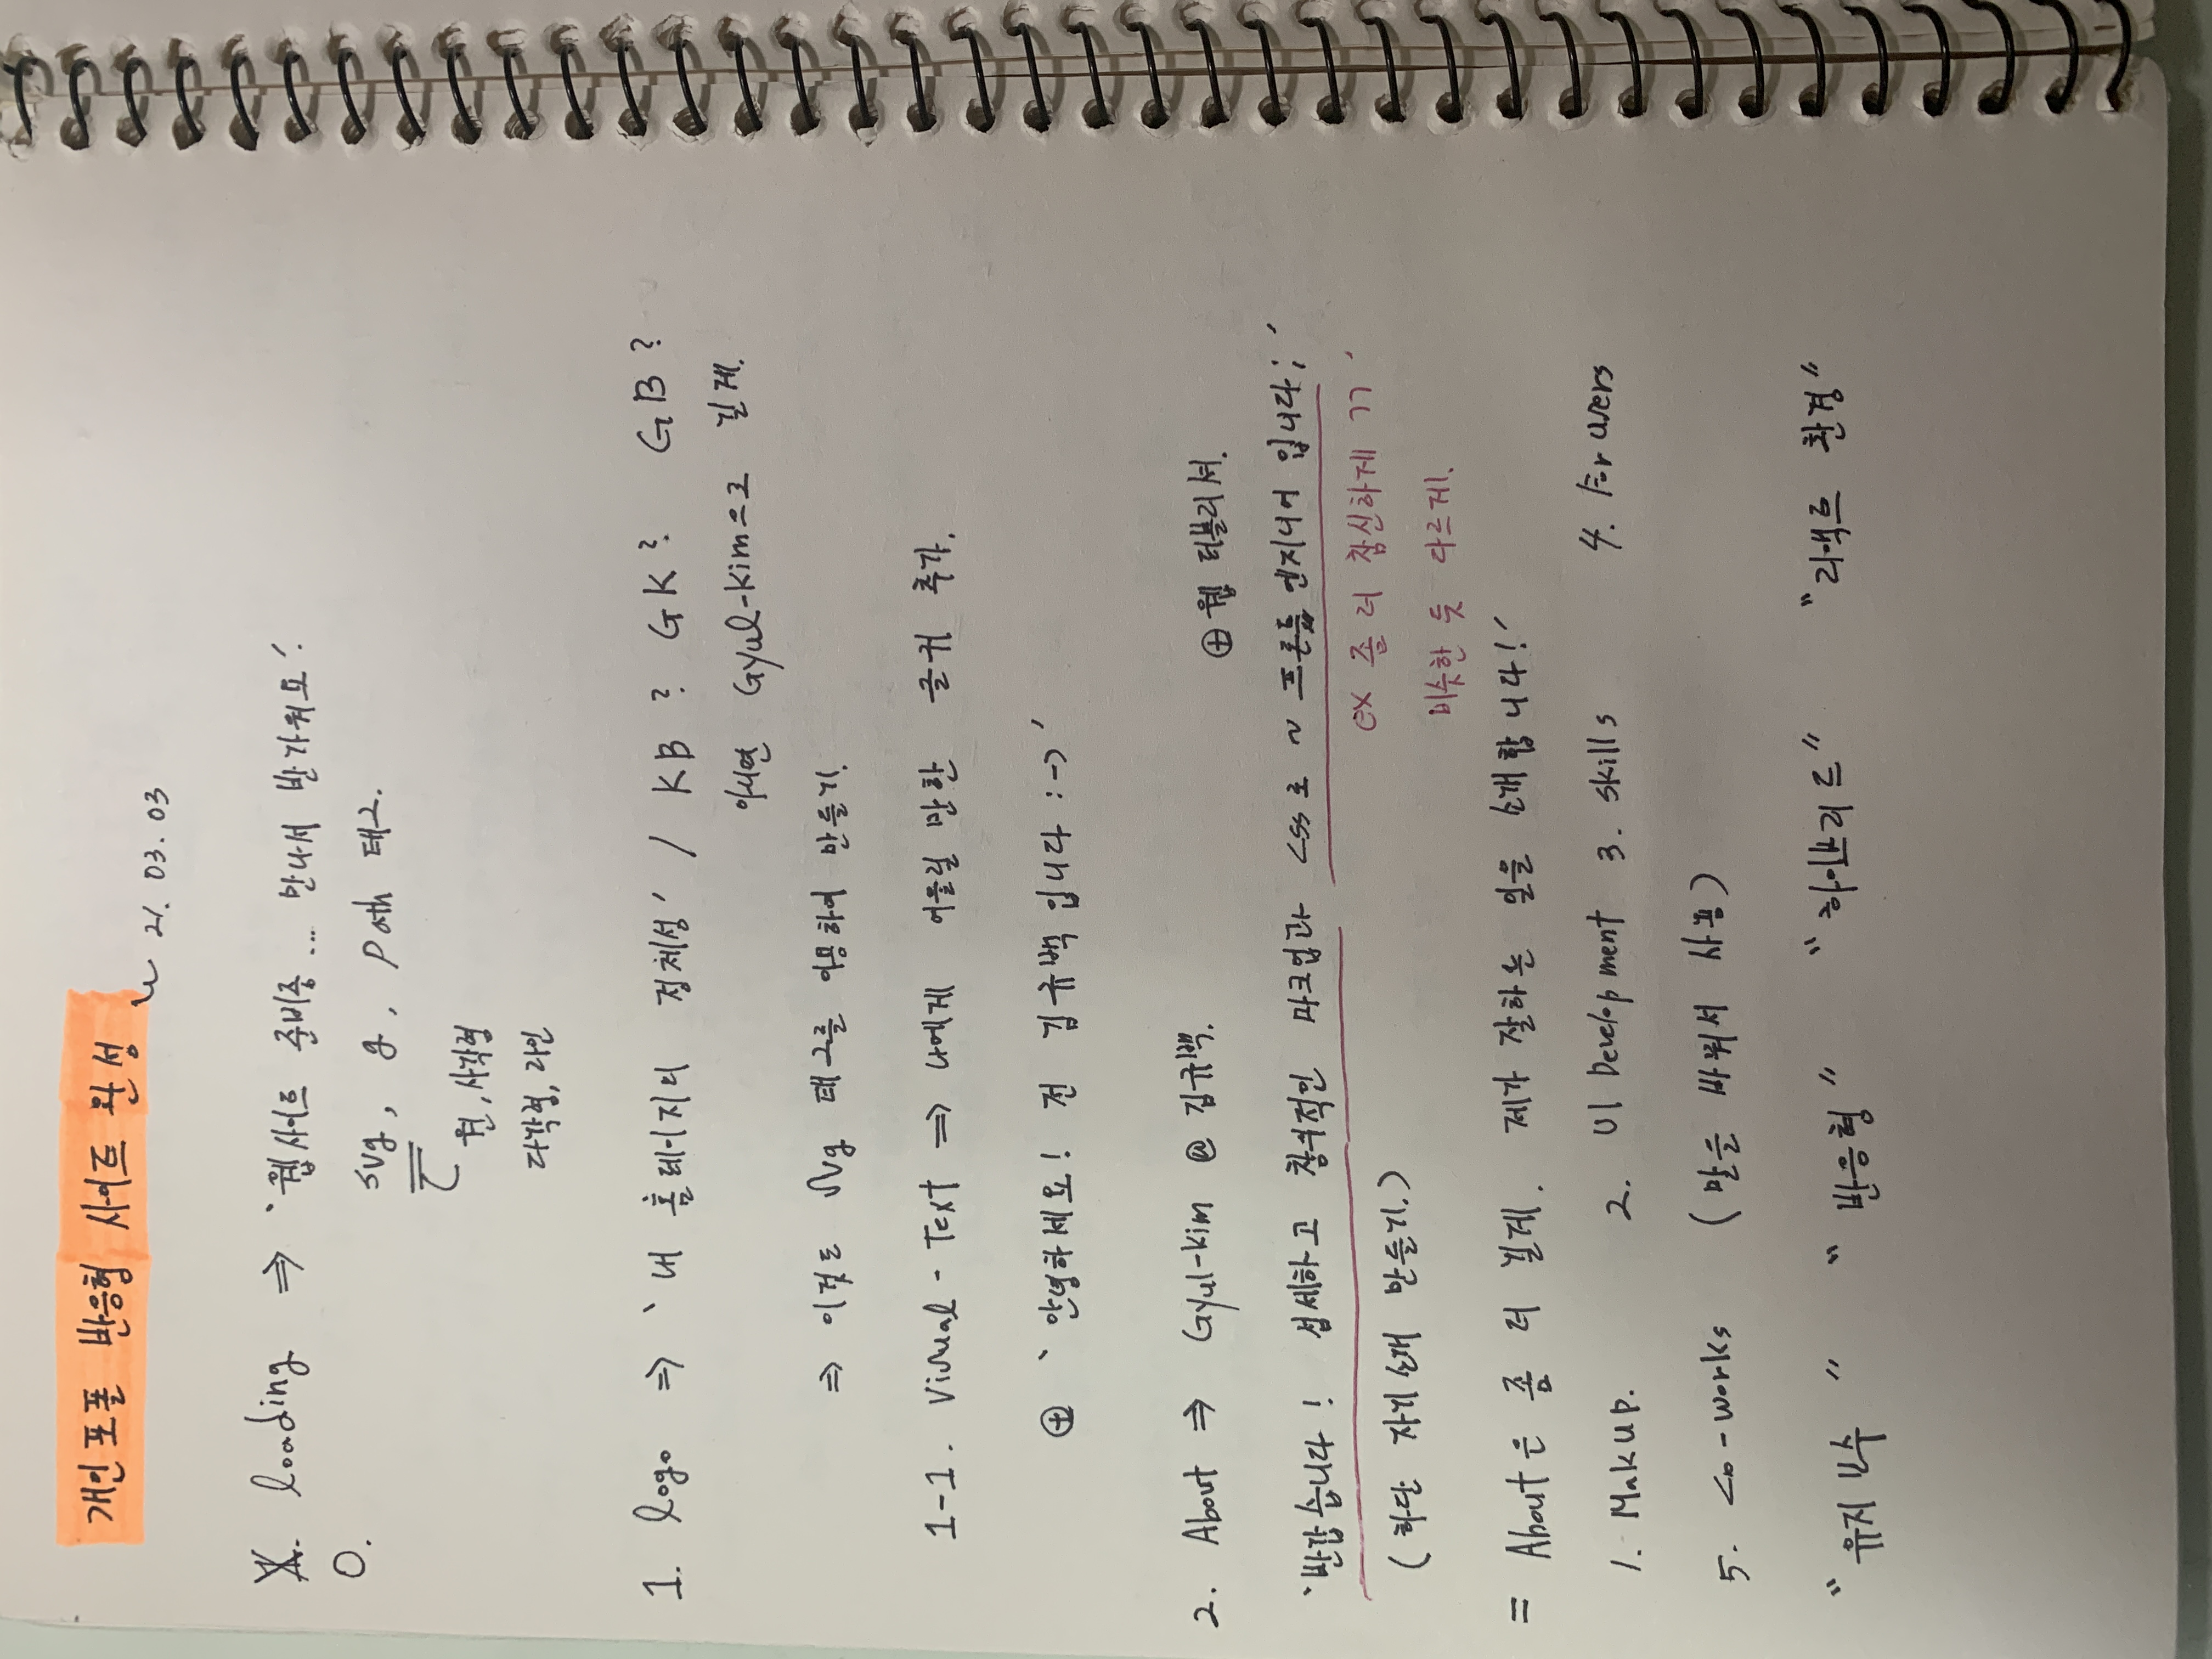 개인포폴 반응형 사이트 완성
21. 03. 03
loading ⇒ '웹사이트 준비중... 만나서 반가워요'
0.
svg, g, path 태그.
원, 사각형
다각형, 라인
1. logo ⇒ '내 홈페이지의 정체성' / KB? GK? GB?
아니면 Gyul-kim으로 길게.
⇒ 이것도 svg 태그를 이용하여 만들기.
1-1. Visual - Text ⇒ 나에게 어울릴 만한 글귀 추가.
⊕ '안녕하세요! 전 김규백입니다 :->'
2. About ⇒ Gyul-kim @ 김규백.
⊕ 웹 퍼블리셔.
'반갑습니다! 섬세하고 창의적인 마크업과 css로 ~ 프론트 엔지니어 입니다;'
(하단 자기소개 만들기.)
ex 좀 더 참신하게 ㄱㄱ'
비슷한 듯 다르게.
= About은 좀 더 길게. 제가 잘하는 일을 소개합니다!'
1. Mak up. 2. UI Development 3. skills 4. For users
5. Co-works (말을 바꿔서 사용)
"유지보수" "반응형" "하이브리드" "리액트 환경"